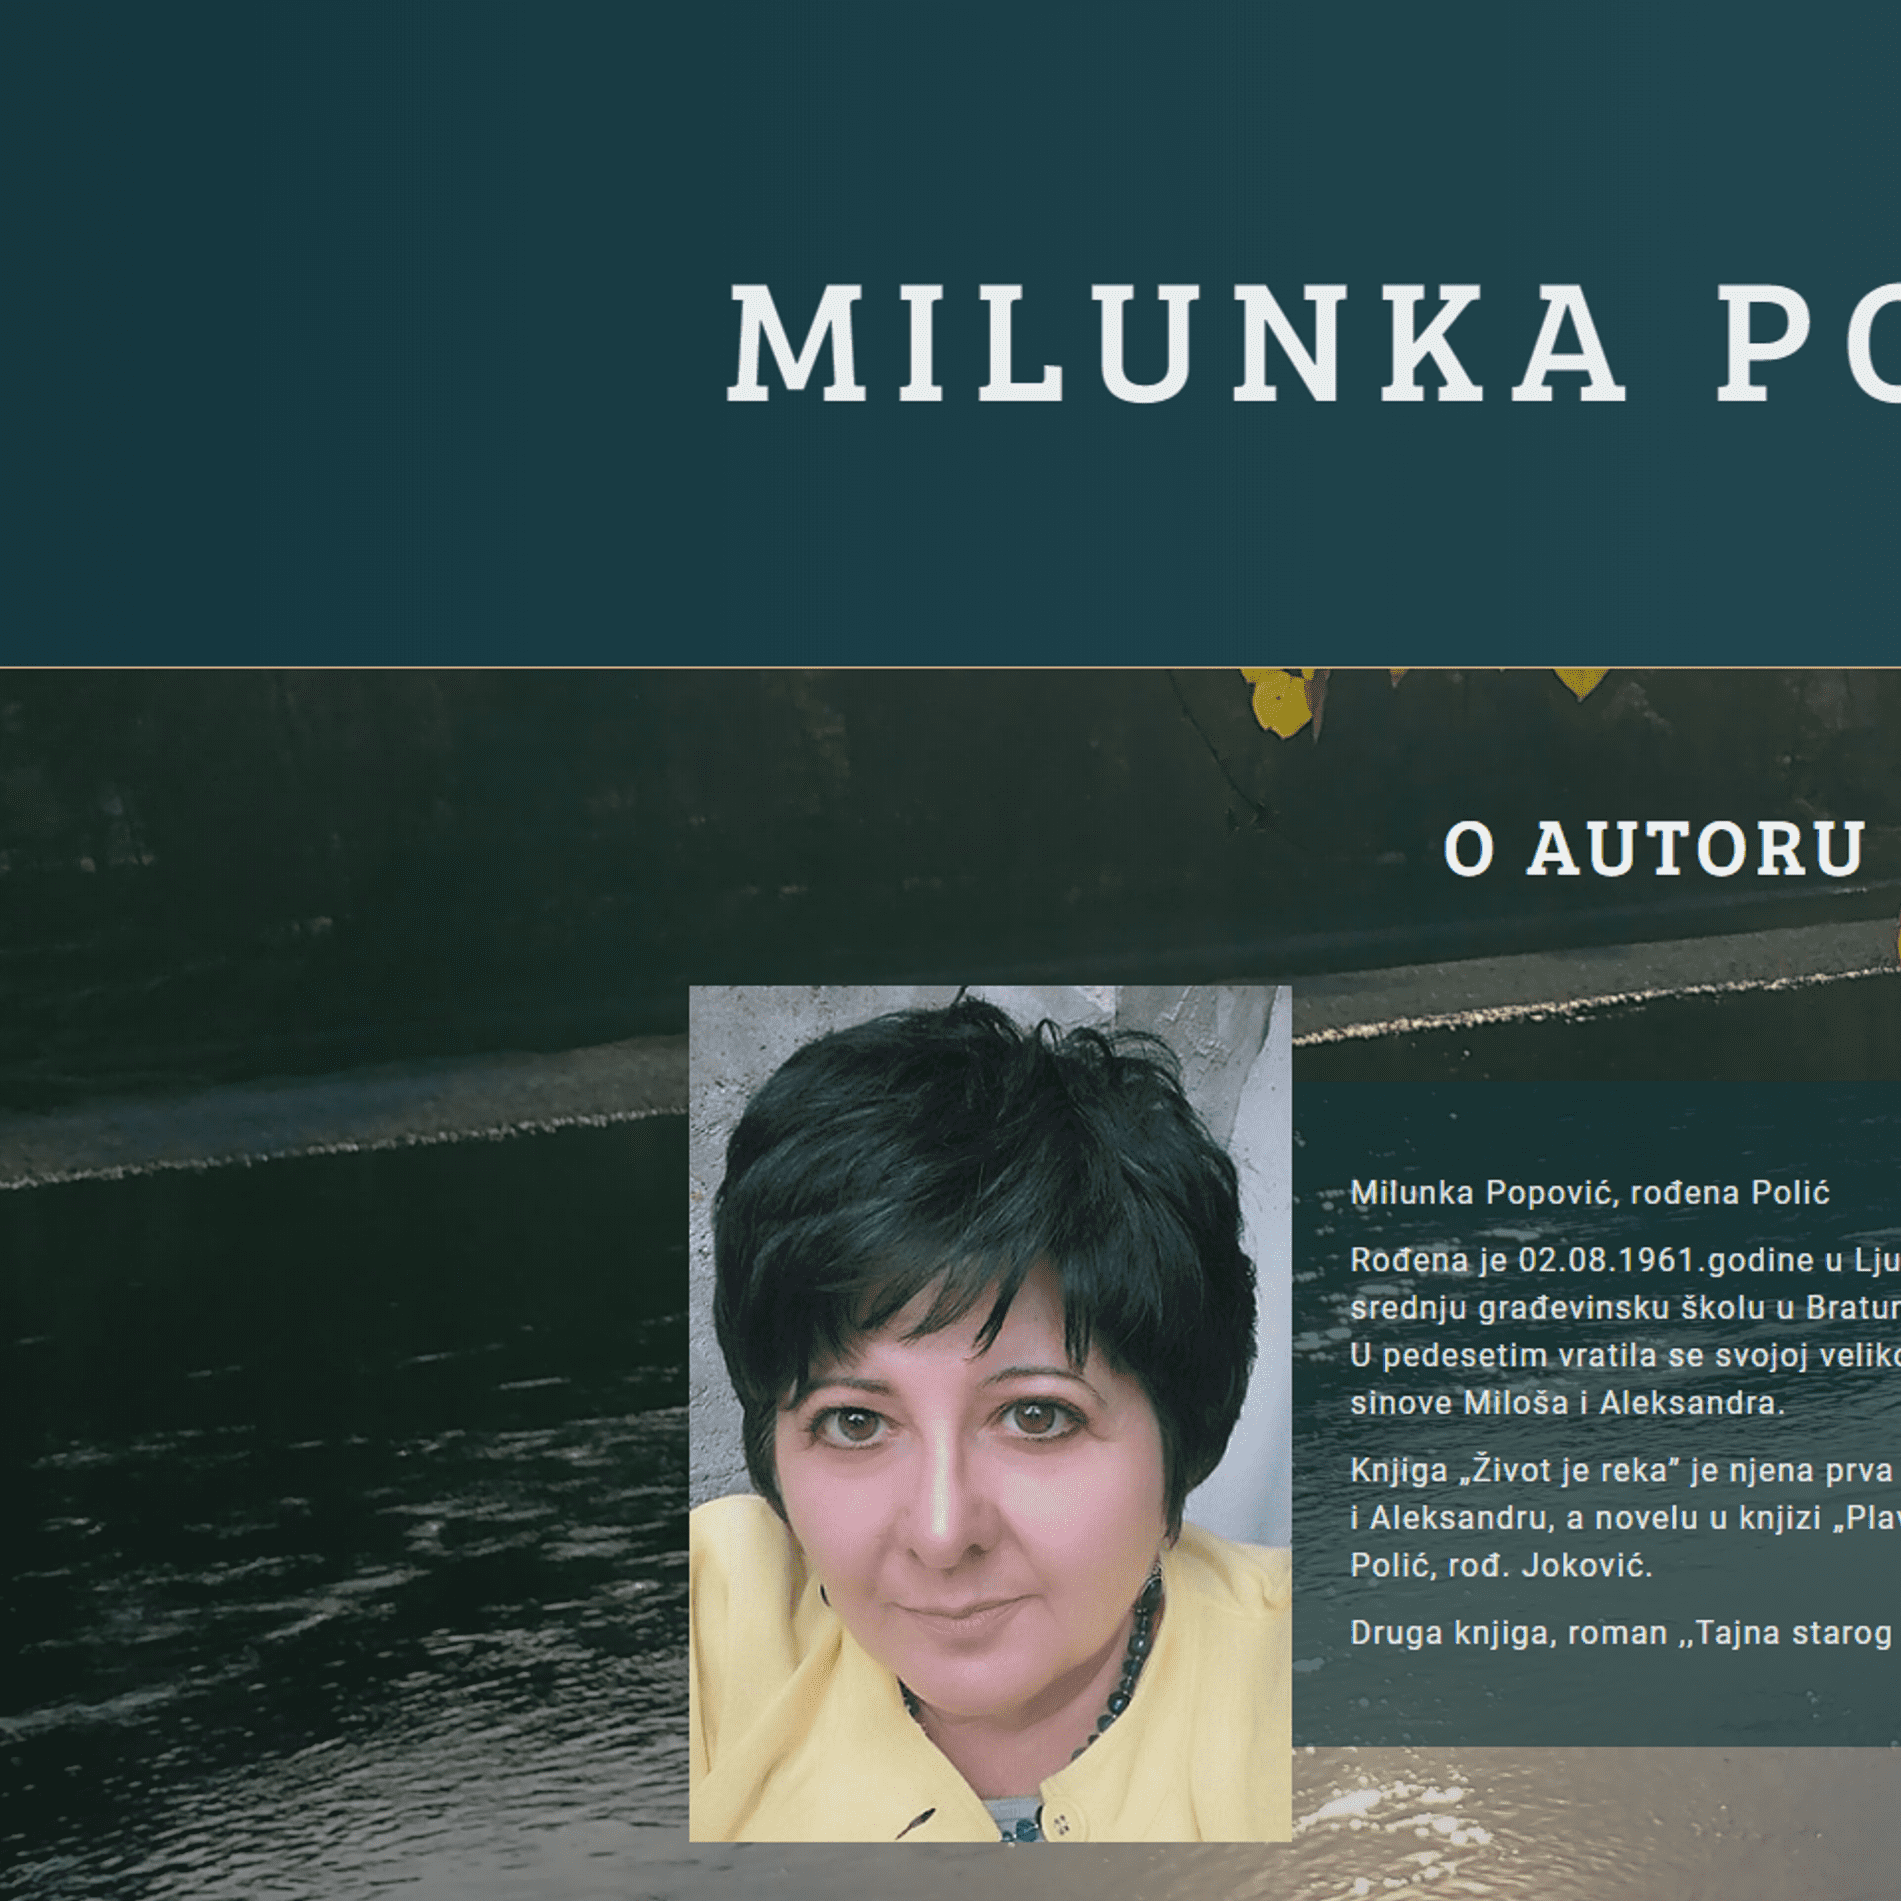 MILUNKA PO
O AUTORU
Milunka Popović, rođena Polić
Rođena je 02.08.1961.godine u Lju
srednju građevinsku školu u Bratun
U pedesetim vratila se svojoj veliko
sinove Miloša i Aleksandra.
Knjiga „Život je reka” je njena prva
i Aleksandru, a novelu u knjizi „Plav
Polić, rođ. Joković.
Druga knjiga, roman ,,Tajna starog